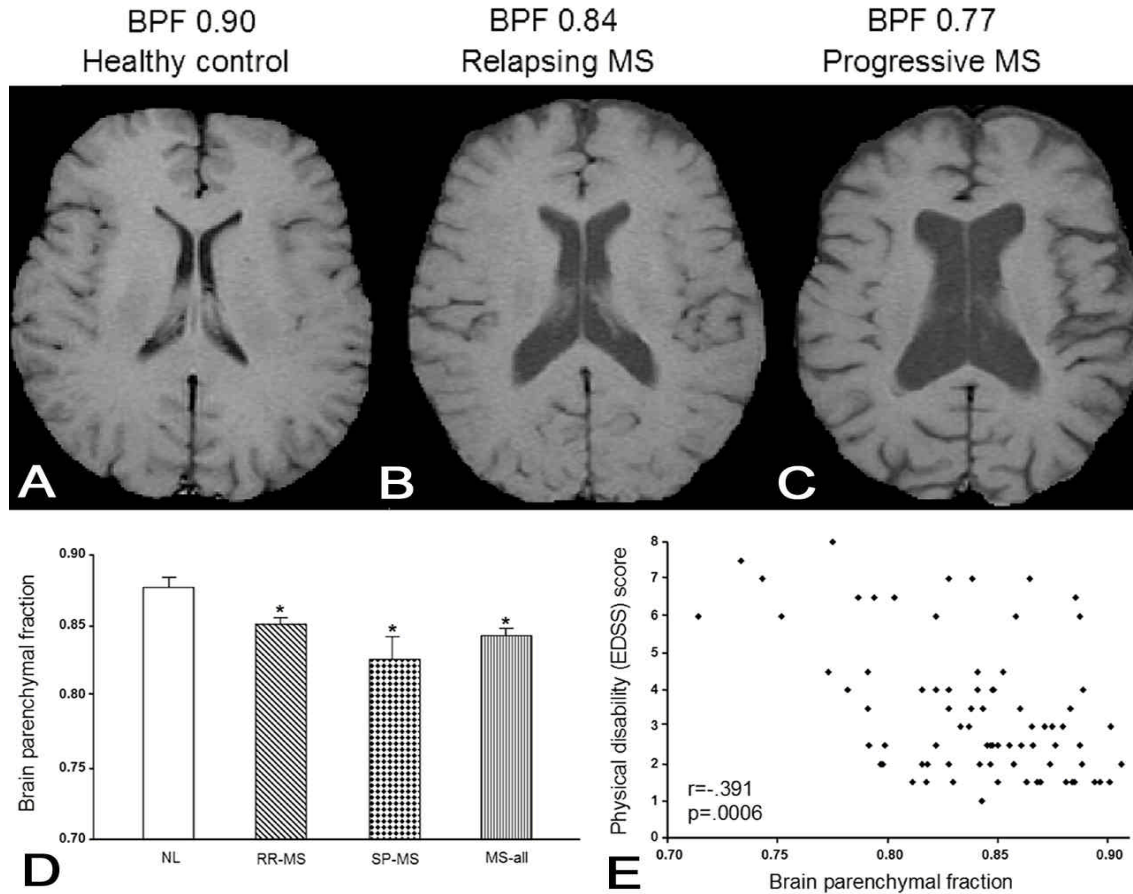 BPF 0.90
Healthy control
BPF 0.84
Relapsing MS
BPF 0.77
Progressive MS
A
B
C
Brain parenchymal fraction
0.90
0.85
0.80
0.75
0.70
*
*
*
NL
RR-MS
SP-MS
MS-all
D
Physical disability (EDSS) score
8
7
6
5
4
3
2
1
0
r=-.391
p=.0006
0.70
0.75
0.80
0.85
0.90
Brain parenchymal fraction
E